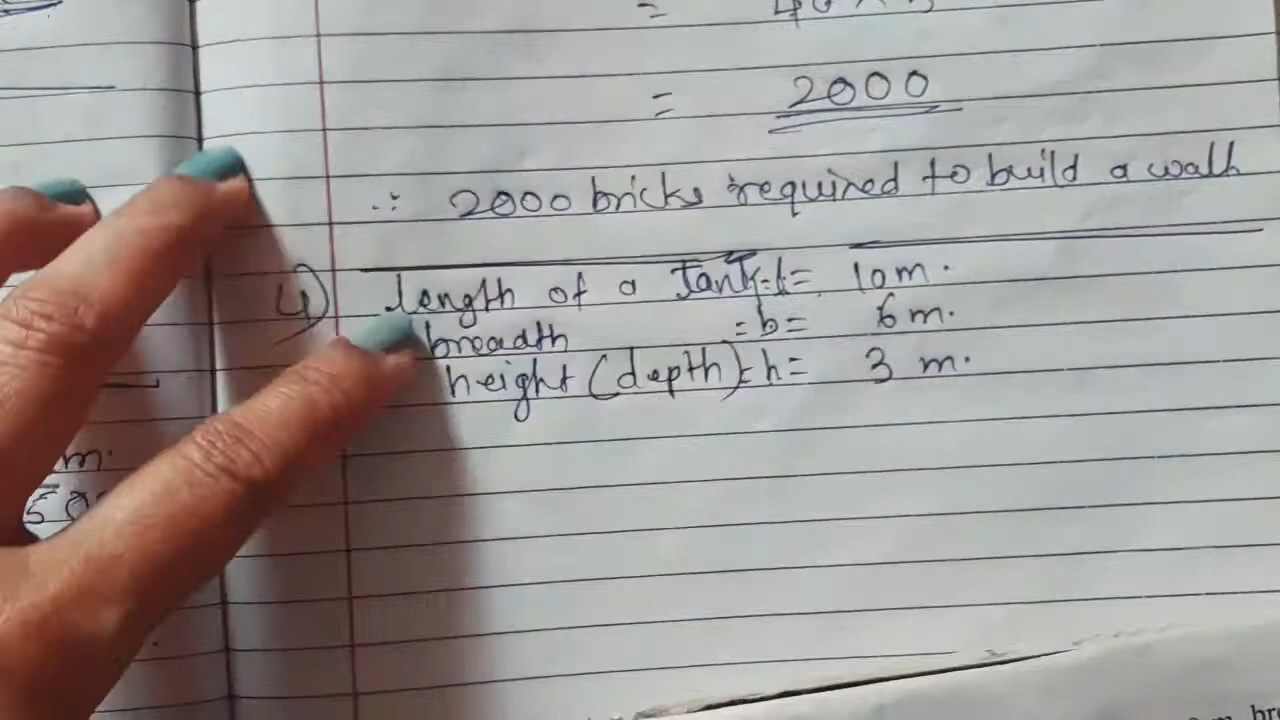 =
= 2000
∴ 2000 bricks required to build a wall
4) length of a Tank = l = 10 m.
breadth = b = 6 m.
height (depth) = h = 3 m.
m.